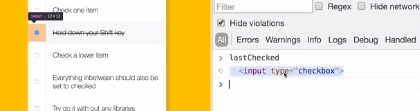 Check one item
input | 12×12
Hold down your Shift key
Check a lower item
Everything inbetween should also be
set to checked
Try do it with out any libraries
Filter
Regex
Hide network
Hide violations
All
Errors
Warnings
Info
Logs
Debug
Handled
lastChecked
<input type="checkbox">